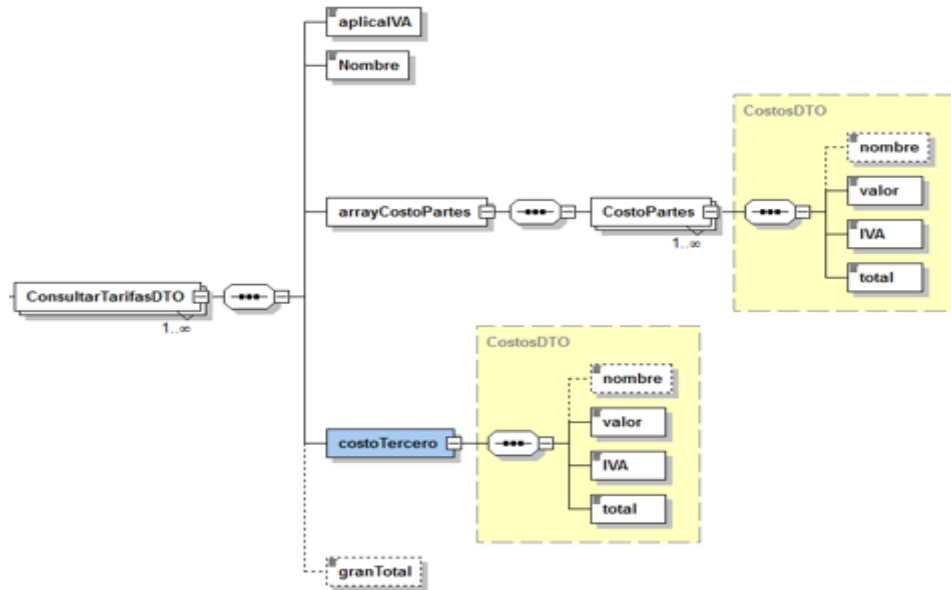 aplicaIVA
Nombre
CostosDTO
nombre
valor
IVA
total
arrayCostoPartes
CostoPartes
1..∞
ConsultarTarifasDTO
1..∞
CostosDTO
nombre
valor
IVA
total
costoTercero
granTotal